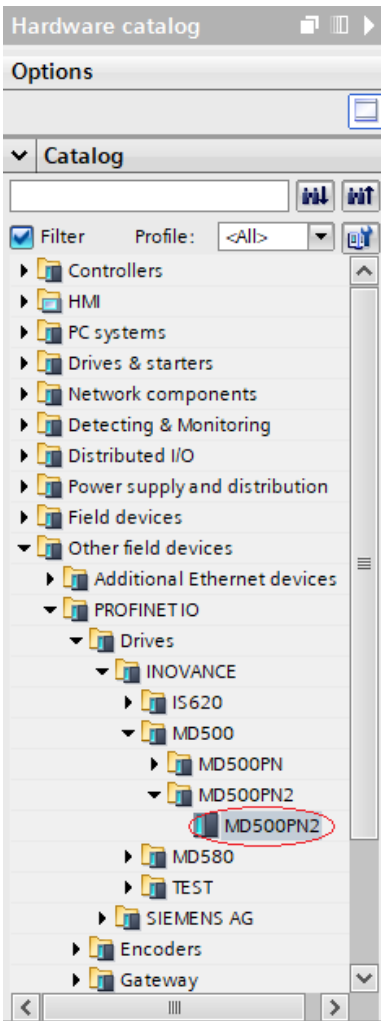 Hardware catalog
Options
Catalog
Filter Profile: <All>
Controllers
HMI
PC systems
Drives & starters
Network components
Detecting & Monitoring
Distributed I/O
Power supply and distribution
Field devices
Other field devices
Additional Ethernet devices
PROFINET IO
Drives
INOVANCE
IS620
MD500
MD500PN
MD500PN2
MD500PN2
MD580
TEST
SIEMENS AG
Encoders
Gateway